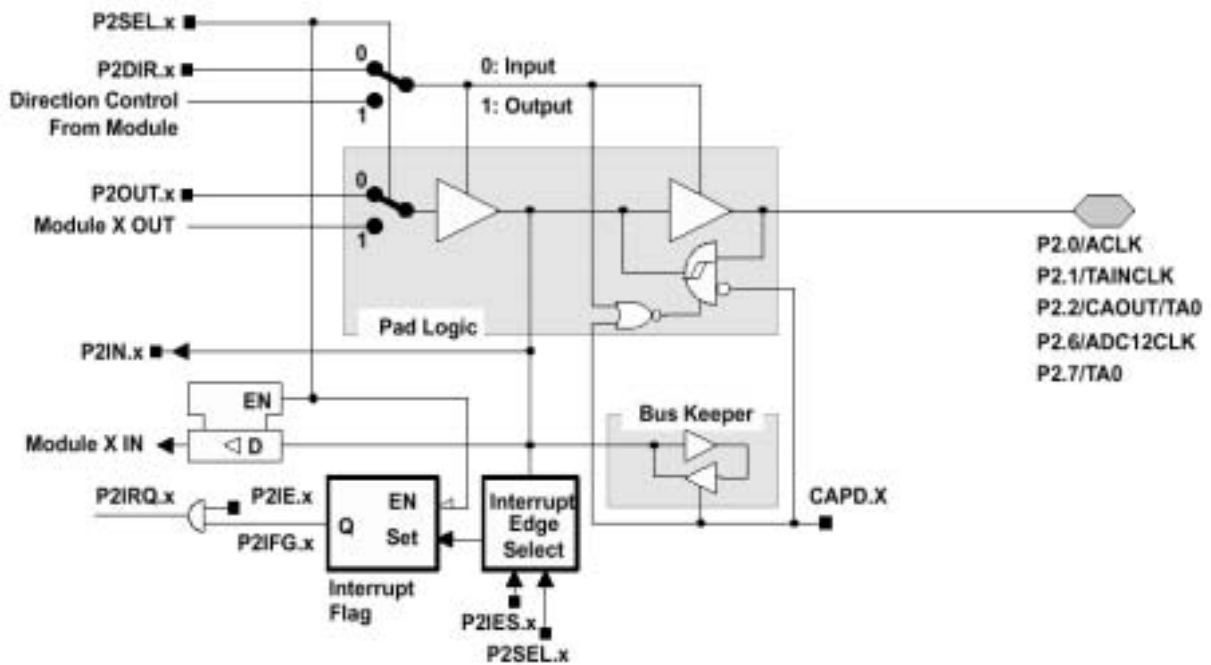 P2SEL.x
0
P2DIR.x
0: Input
Direction Control
From Module
1
1: Output
P2OUT.x
0
Module X OUT
1
P2.0/ACLK
P2.1/TAINCLK
P2.2/CAOUT/TA0
P2.6/ADC12CLK
P2.7/TA0
Pad Logic
P2IN.x
EN
Bus Keeper
Module X IN
D
P2IRQ.x
P2IE.x
EN
Interrupt
Edge
Select
CAPD.X
Q
Set
P2IFG.x
Interrupt
Flag
P2IES.x
P2SEL.x